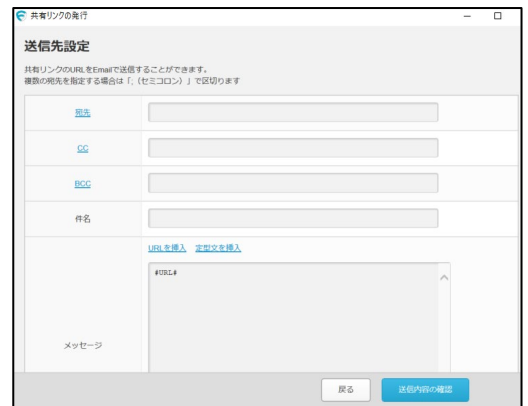 共有リンクの発行
送信先設定
共有リンクのURLをEmailで送信することができます。
複数の宛先を指定する場合は「;（セミコロン）」で区切ります
宛先
CC
BCC
件名
URLを挿入 定型文を挿入
#URL#
メッセージ
戻る 送信内容の確認